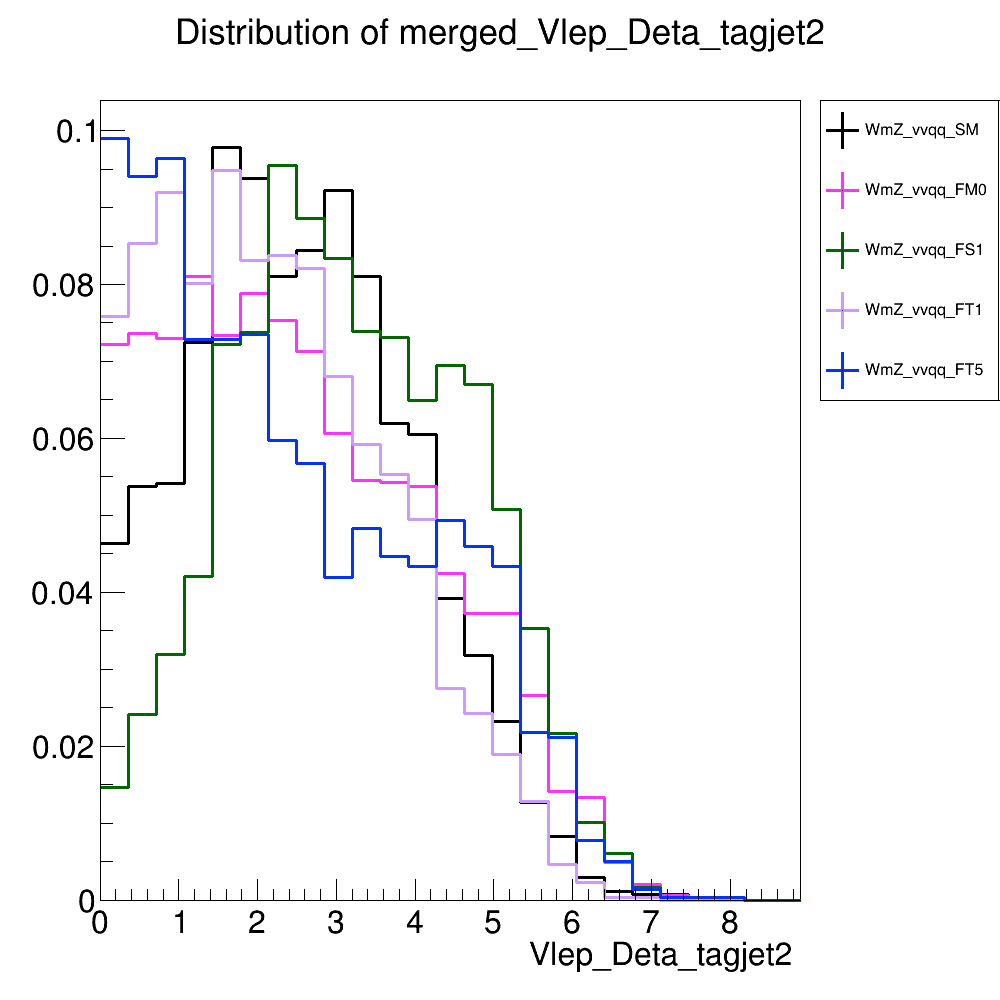 Distribution of merged_Vlep_Deta_tagjet2
0.1
0.08
0.06
0.04
0.02
0
0 1 2 3 4 5 6 7 8
Vlep_Deta_tagjet2
WmZ_vvqq_SM
WmZ_vvqq_FM0
WmZ_vvqq_FS1
WmZ_vvqq_FT1
WmZ_vvqq_FT5